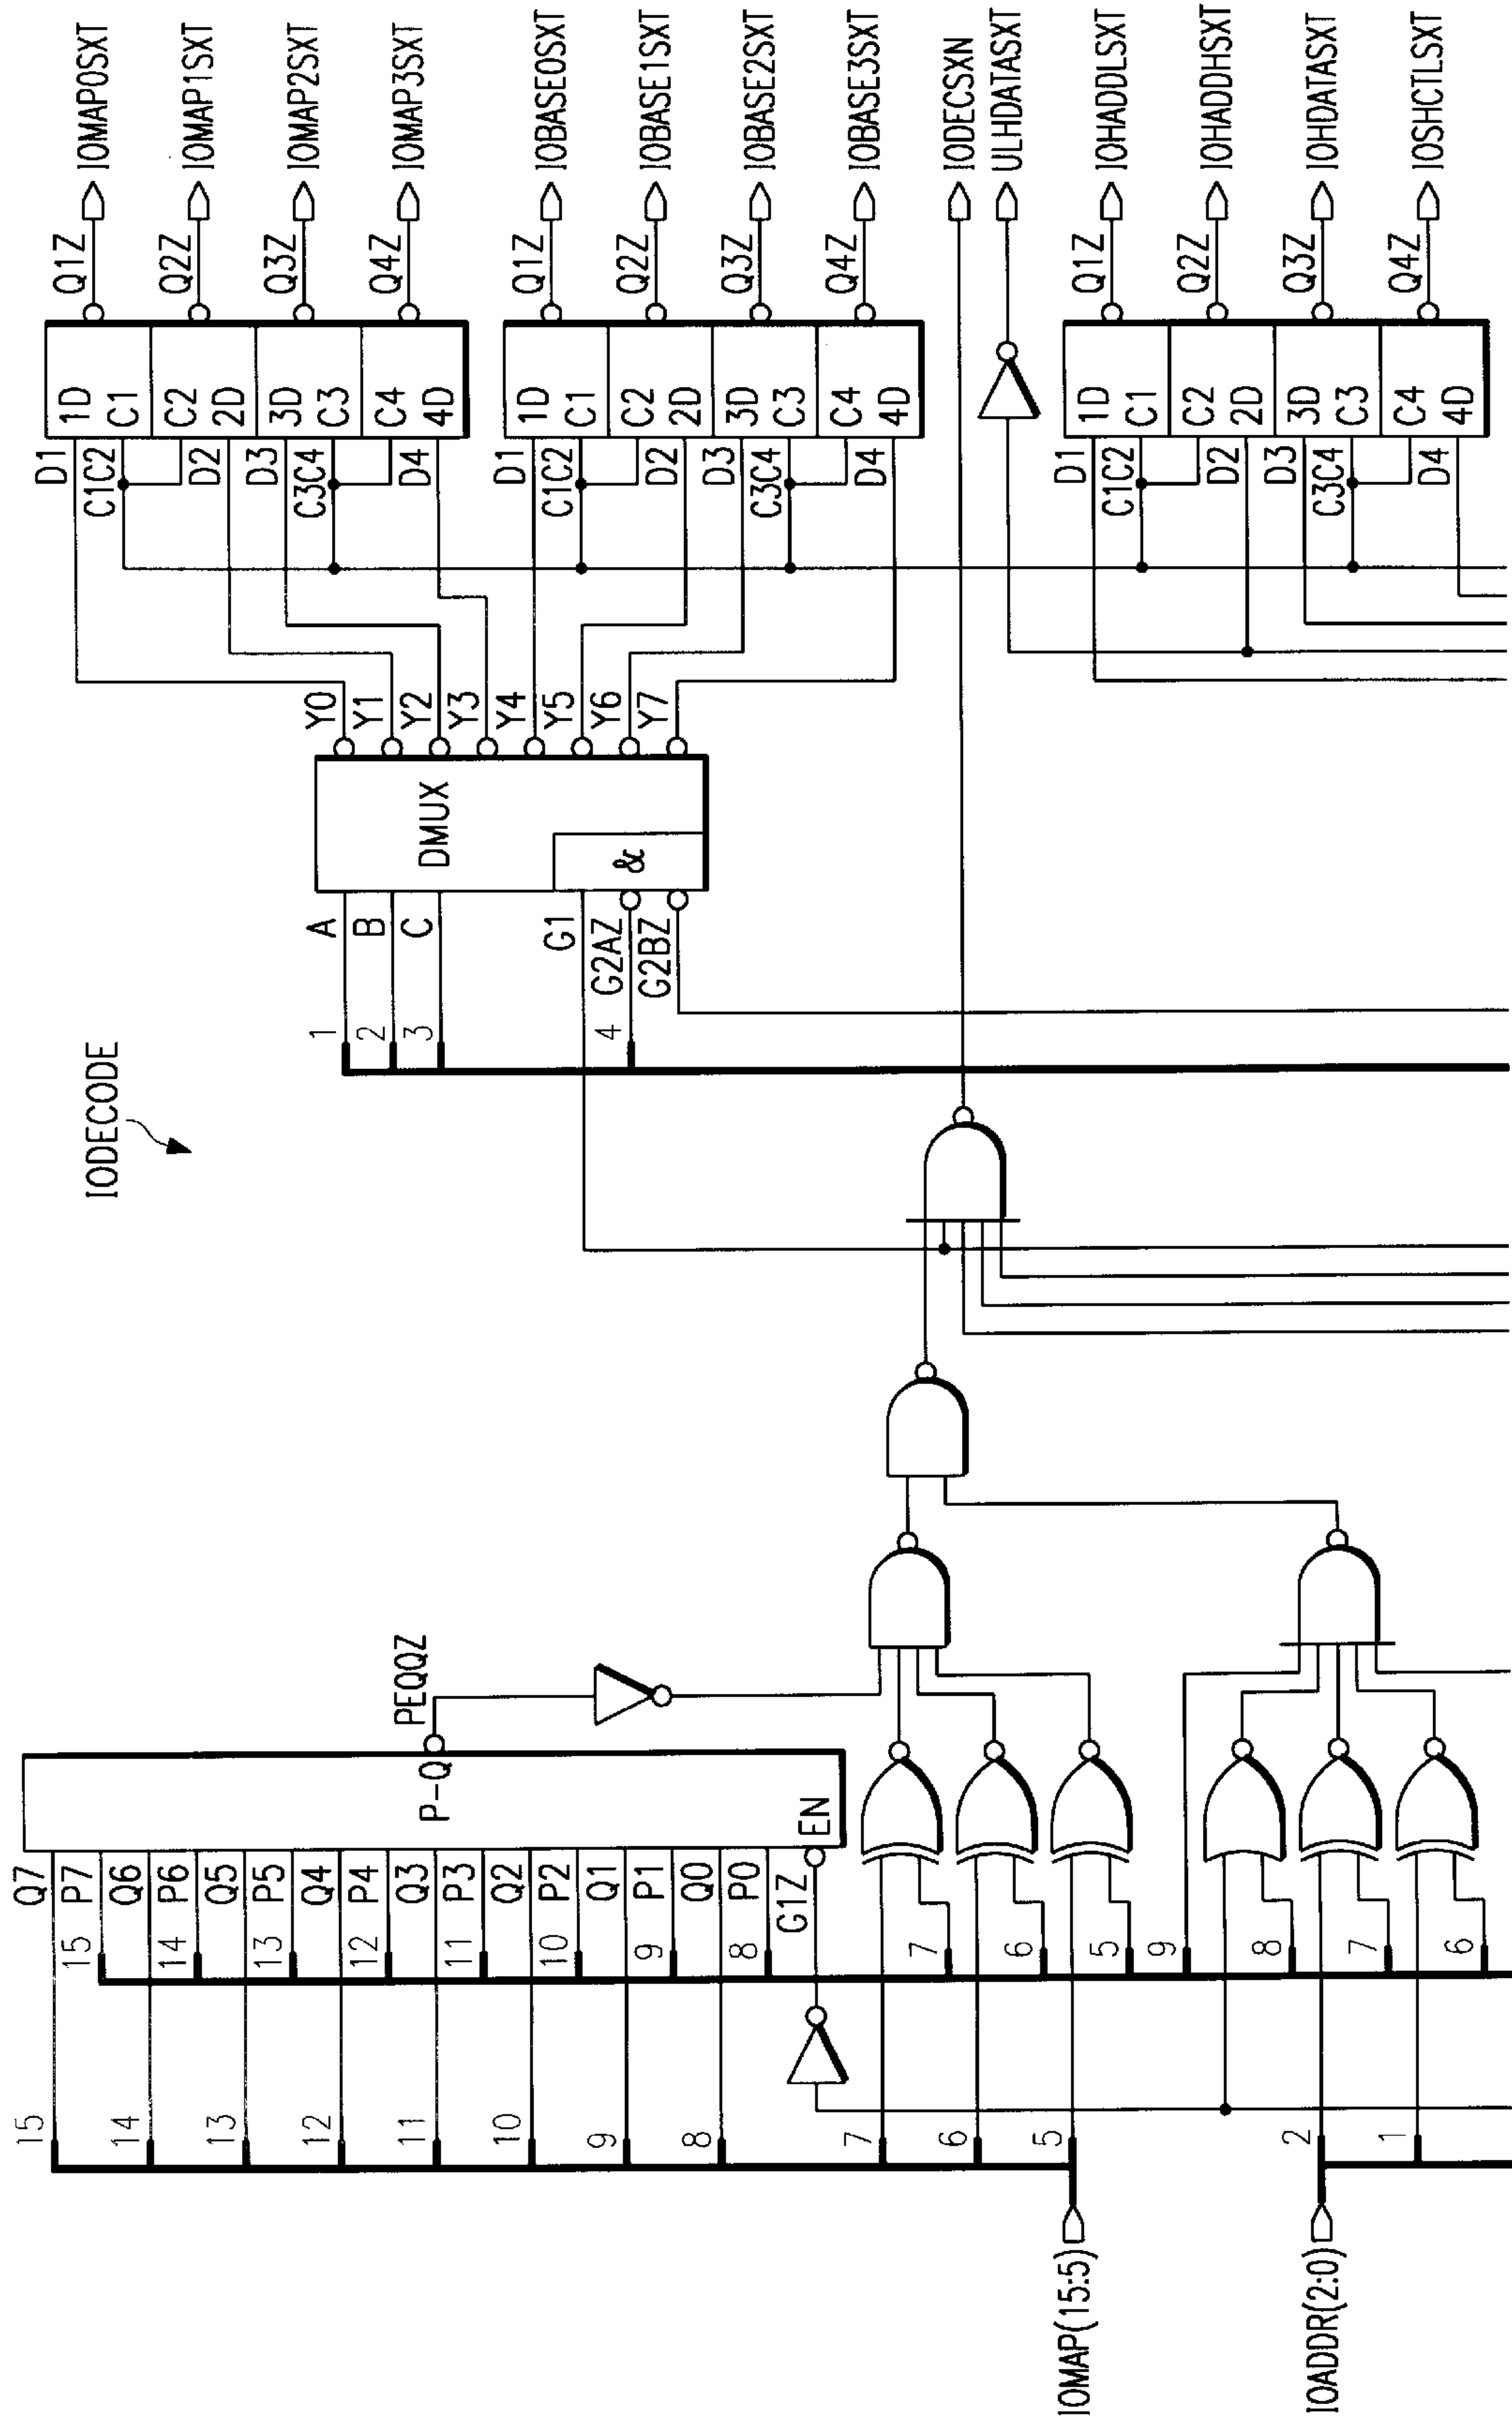 IODECODE
Q7
P7
Q6
P6
Q5
P5
Q4
P4
Q3
P3
Q2
P2
Q1
P1
Q0
P0
G1Z
P-Q
EN
PEQQZ
15
14
13
12
11
10
9
8
7
6
5
15
14
13
12
11
10
9
8
7
6
5
9
8
7
6
2
1
IOMAP(15:5)
IOADDR(2:0)
1
2
3
4
A
B
C
G1
G2AZ
G2BZ
DMUX
&
Y0
Y1
Y2
Y3
Y4
Y5
Y6
Y7
D1
C1C2
D2
D3
C3C4
D4
1D
C1
C2
2D
3D
C3
C4
4D
Q1Z
Q2Z
Q3Z
Q4Z
IOMAP0SXT
IOMAP1SXT
IOMAP2SXT
IOMAP3SXT
D1
C1C2
D2
D3
C3C4
D4
1D
C1
C2
2D
3D
C3
C4
4D
Q1Z
Q2Z
Q3Z
Q4Z
IOBASE0SXT
IOBASE1SXT
IOBASE2SXT
IOBASE3SXT
IODECSXN
ULHDATASXT
D1
C1C2
D2
D3
C3C4
D4
1D
C1
C2
2D
3D
C3
C4
4D
Q1Z
Q2Z
Q3Z
Q4Z
IOHADDLSXT
IOHADDHSXT
IOHDATASXT
IOSHCTLSXT